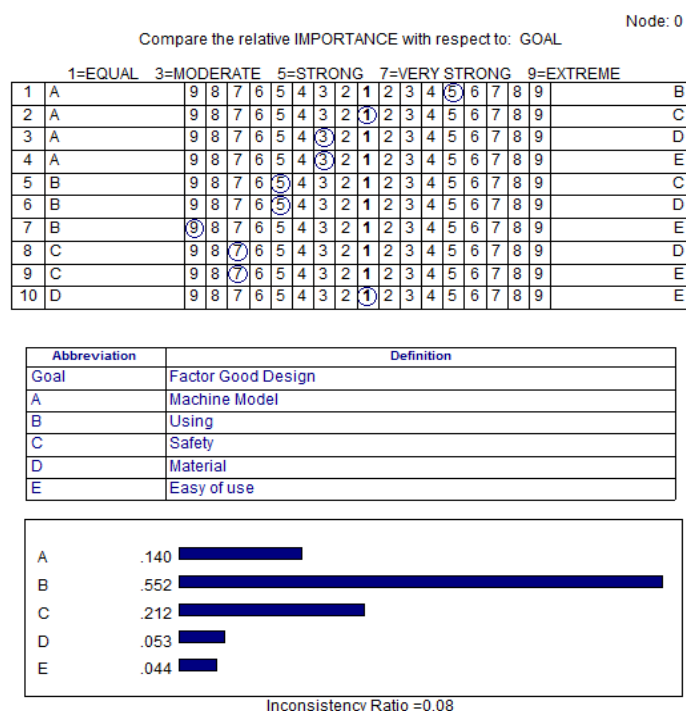 Node: 0
Compare the relative IMPORTANCE with respect to: GOAL
1=EQUAL 3=MODERATE 5=STRONG 7=VERY STRONG 9=EXTREME
1 A 9 8 7 6 5 4 3 2 1 2 3 4 5 6 7 8 9 B
2 A 9 8 7 6 5 4 3 2 1 2 3 4 5 6 7 8 9 C
3 A 9 8 7 6 5 4 3 2 1 2 3 4 5 6 7 8 9 D
4 A 9 8 7 6 5 4 3 2 1 2 3 4 5 6 7 8 9 E
5 B 9 8 7 6 5 4 3 2 1 2 3 4 5 6 7 8 9 C
6 B 9 8 7 6 5 4 3 2 1 2 3 4 5 6 7 8 9 D
7 B 9 8 7 6 5 4 3 2 1 2 3 4 5 6 7 8 9 E
8 C 9 8 7 6 5 4 3 2 1 2 3 4 5 6 7 8 9 D
9 C 9 8 7 6 5 4 3 2 1 2 3 4 5 6 7 8 9 E
10 D 9 8 7 6 5 4 3 2 1 2 3 4 5 6 7 8 9 E
Abbreviation Definition
Goal Factor Good Design
A Machine Model
B Using
C Safety
D Material
E Easy of use
A .140
B .552
C .212
D .053
E .044
Inconsistency Ratio =0.08